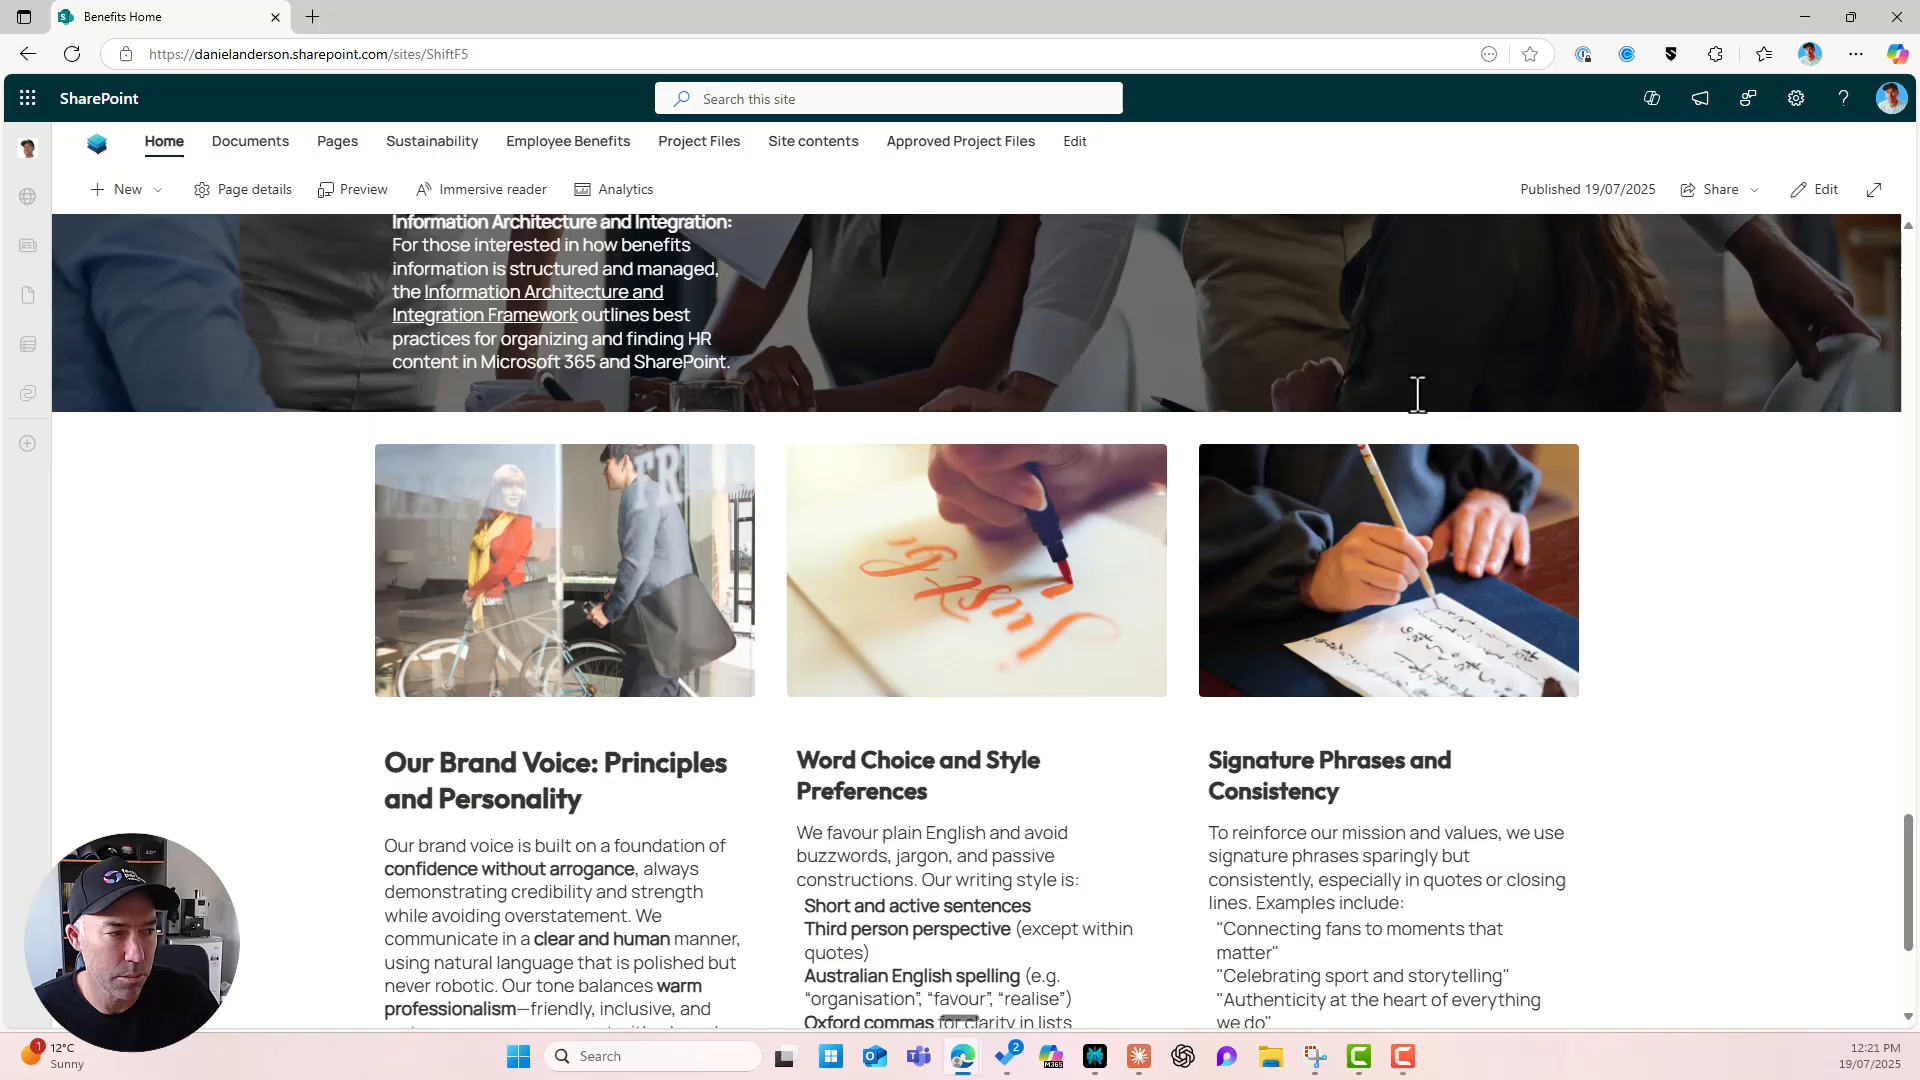 Benefits Home
https://danielanderson.sharepoint.com/sites/ShiftF5
SharePoint
Search this site
Home
Documents
Pages
Sustainability
Employee Benefits
Project Files
Site contents
Approved Project Files
Edit
New
Page details
Preview
Immersive reader
Analytics
Published 19/07/2025
Share
Edit
Information Architecture and Integration:
For those interested in how benefits
information is structured and managed,
the Information Architecture and
Integration Framework outlines best
practices for organizing and finding HR
content in Microsoft 365 and SharePoint.
Our Brand Voice: Principles
and Personality
Our brand voice is built on a foundation of
confidence without arrogance, always
demonstrating credibility and strength
while avoiding overstatement. We
communicate in a clear and human manner,
using natural language that is polished but
never robotic. Our tone balances warm
professionalism—friendly, inclusive, and
Word Choice and Style
Preferences
We favour plain English and avoid
buzzwords, jargon, and passive
constructions. Our writing style is:
Short and active sentences
Third person perspective (except within
quotes)
Australian English spelling (e.g.
“organisation”, “favour”, “realise”)
Oxford commas for clarity in lists
Signature Phrases and
Consistency
To reinforce our mission and values, we use
signature phrases sparingly but
consistently, especially in quotes or closing
lines. Examples include:
"Connecting fans to moments that
matter"
"Celebrating sport and storytelling"
"Authenticity at the heart of everything
we do"
1
12°C
Sunny
Search
2
M365
12:21 PM
19/07/2025